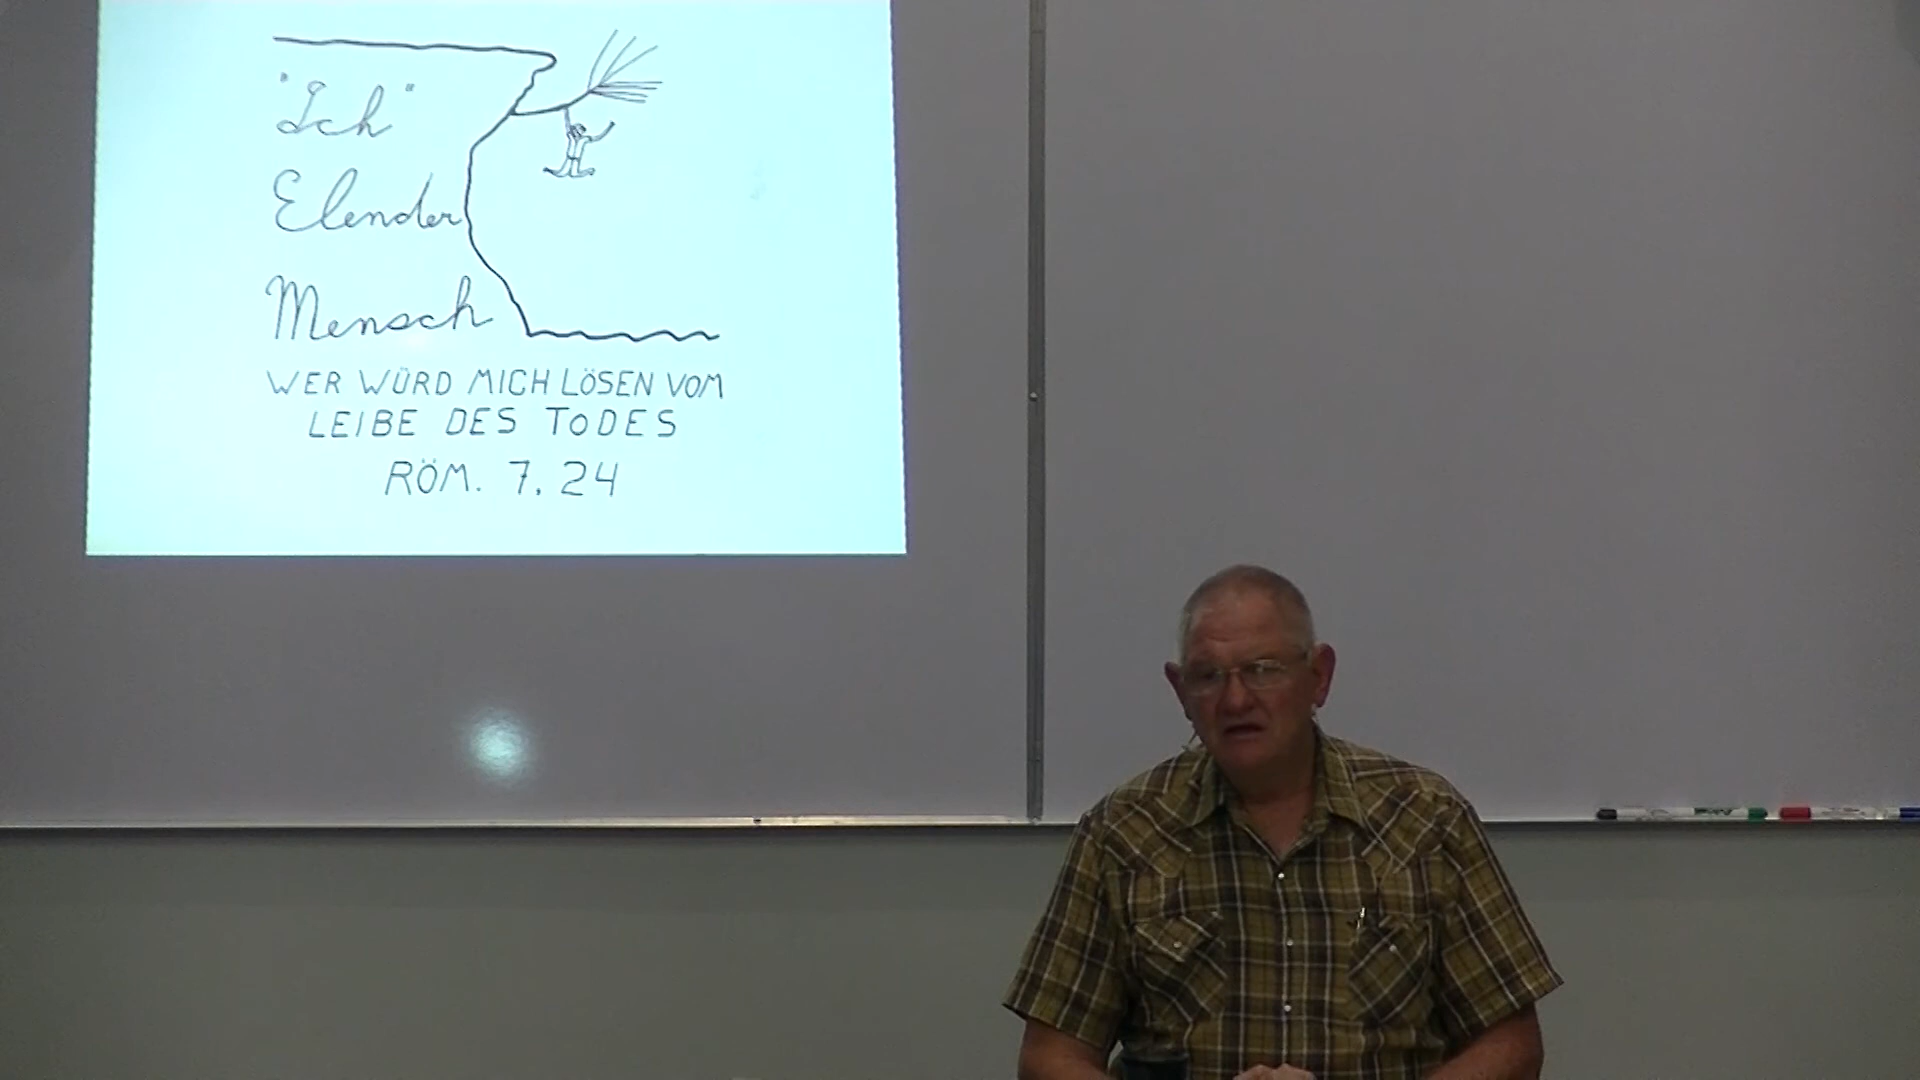 "Ich"
Elender
Mensch
WER WÜRD MICH LÖSEN VOM
LEIBE DES TODES
RÖM. 7. 24